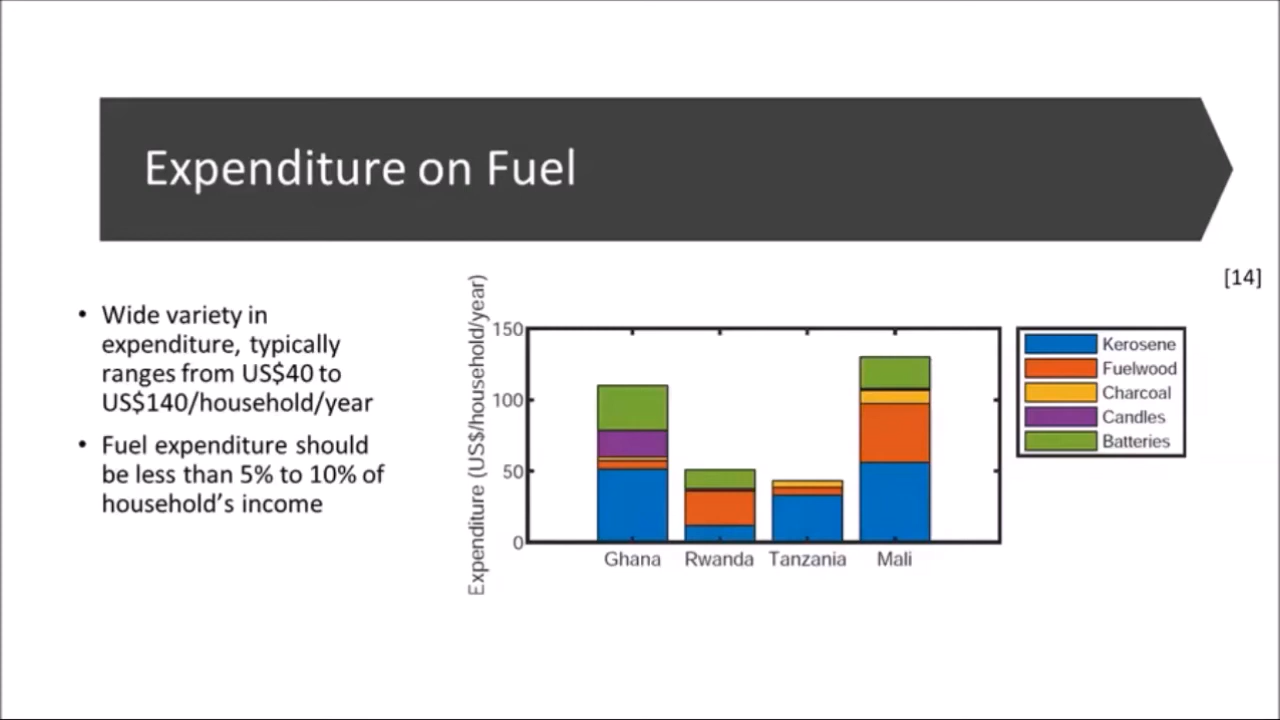 Expenditure on Fuel
[14]
• Wide variety in
expenditure, typically
ranges from US$40 to
US$140/household/year
• Fuel expenditure should
be less than 5% to 10% of
household's income
Expenditure (US$/household/year)
150
100
50
0
Ghana Rwanda Tanzania Mali
Kerosene
Fuelwood
Charcoal
Candles
Batteries